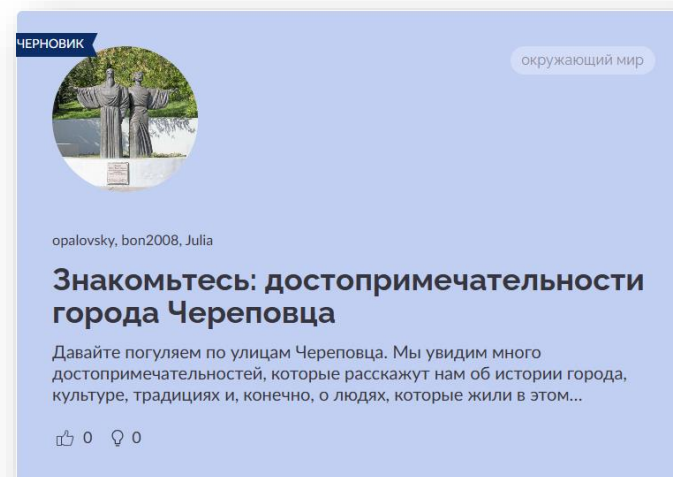 ЧЕРНОВИК
окружающий мир
opalovsky, bon2008, Julia
Знакомьтесь: достопримечательности
города Череповца
Давайте погуляем по улицам Череповца. Мы увидим много
достопримечательностей, которые расскажут нам об истории города,
культуре, традициях и, конечно, о людях, которые жили в этом...
0 0